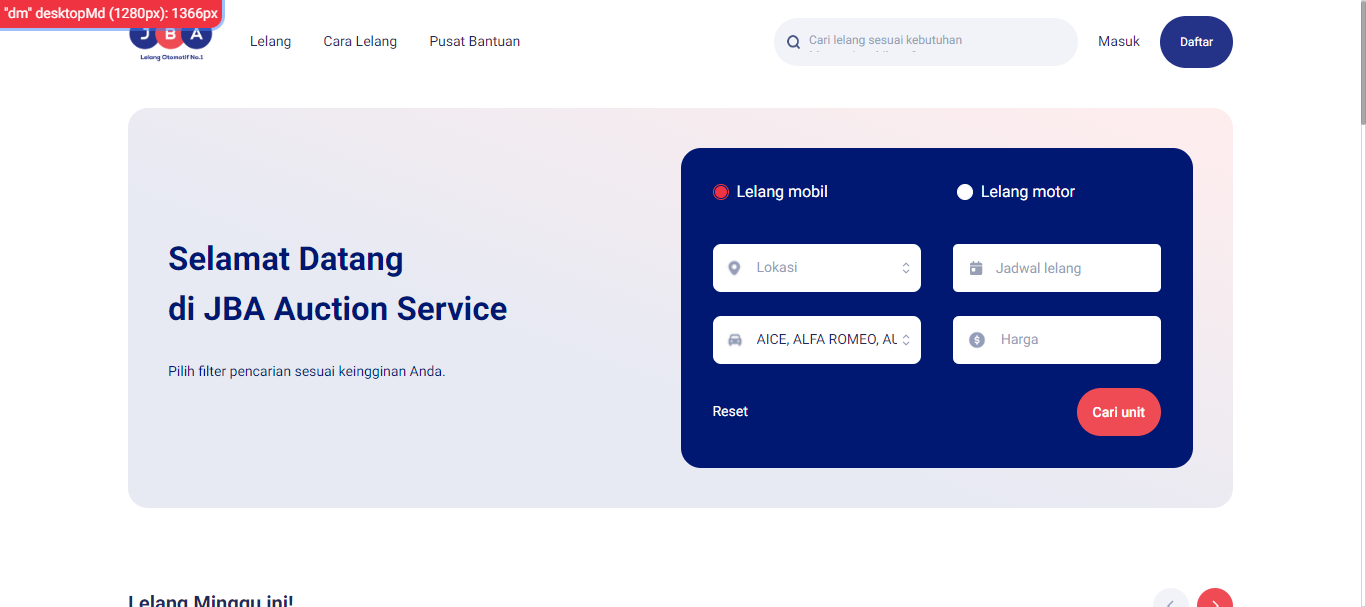 "dm" desktopMd (1280px): 1366px
J B A
Lelang Otomotif No.1
Lelang
Cara Lelang
Pusat Bantuan
Cari lelang sesuai kebutuhan
Masuk
Daftar
Selamat Datang
di JBA Auction Service
Pilih filter pencarian sesuai keingginan Anda.
Lelang mobil
Lelang motor
Lokasi
Jadwal lelang
AICE, ALFA ROMEO, AU
Harga
Reset
Cari unit
Lelang Minggu ini!